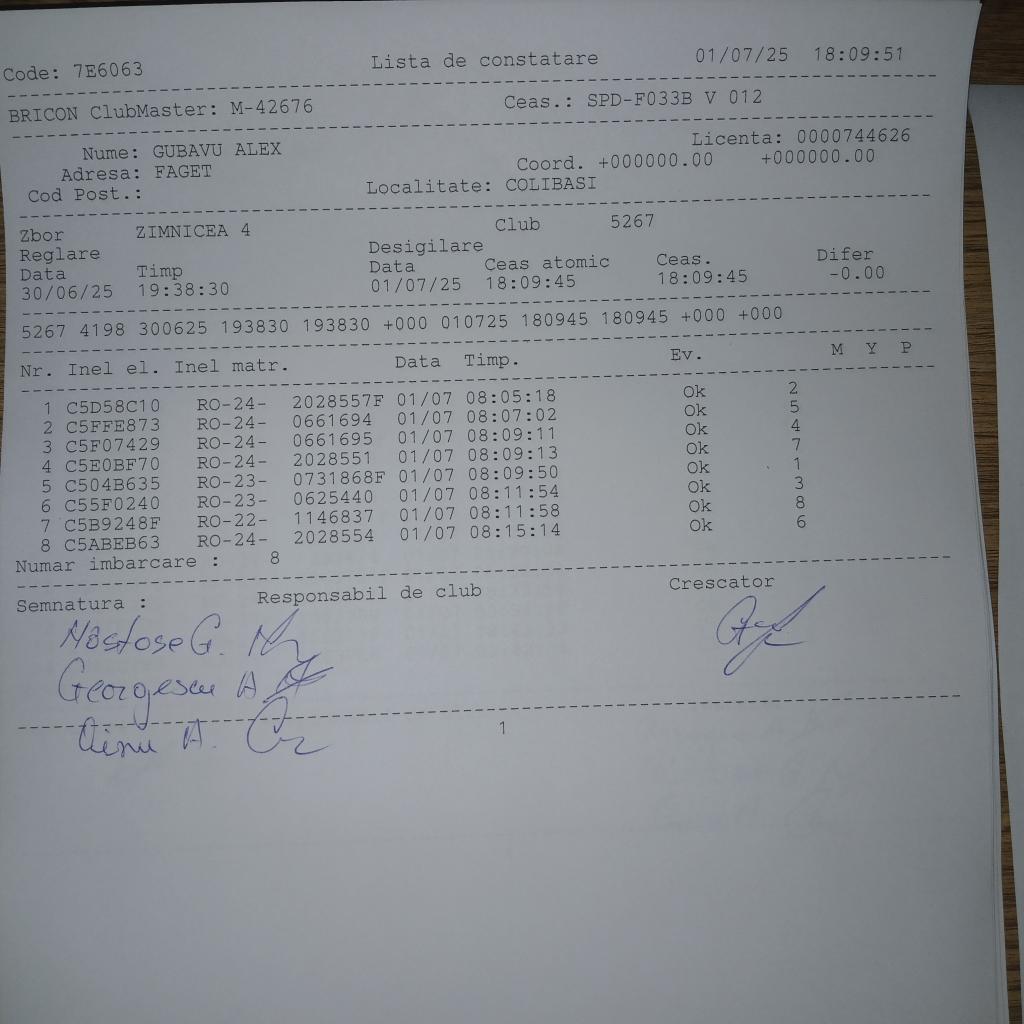 Code: 7E6063 Lista de constatare 01/07/25 18:09:51
BRICON ClubMaster: M-42676 Ceas.: SPD-F033B V 012
Nume: GUBAVU ALEX Licenta: 0000744626
Adresa: FAGET Coord. +000000.00 +000000.00
Cod Post.: Localitate: COLIBASI
Zbor ZIMNICEA 4 Club 5267
Reglare Desigilare
Data Timp Data Ceas atomic Ceas. Difer
30/06/25 19:38:30 01/07/25 18:09:45 18:09:45 -0.00
5267 4198 300625 193830 193830 +000 010725 180945 180945 +000 +000
Nr. Inel el. Inel matr. Data Timp. Ev. M Y P
1 C5D58C10 RO-24- 2028557F 01/07 08:05:18 Ok 2
2 C5FFE873 RO-24- 0661694 01/07 08:07:02 Ok 5
3 C5F07429 RO-24- 0661695 01/07 08:09:11 Ok 4
4 C5E0BF70 RO-24- 2028551 01/07 08:09:13 Ok 7
5 C504B635 RO-23- 0731868F 01/07 08:09:50 Ok 1
6 C55F0240 RO-23- 0625440 01/07 08:11:54 Ok 3
7 C5B9248F RO-22- 1146837 01/07 08:11:58 Ok 8
8 C5ABEB63 RO-24- 2028554 01/07 08:15:14 Ok 6
Numar imbarcare : 8
Semnatura : Responsabil de club Crescator
Năstose G.
Georgescu A.
A.
1